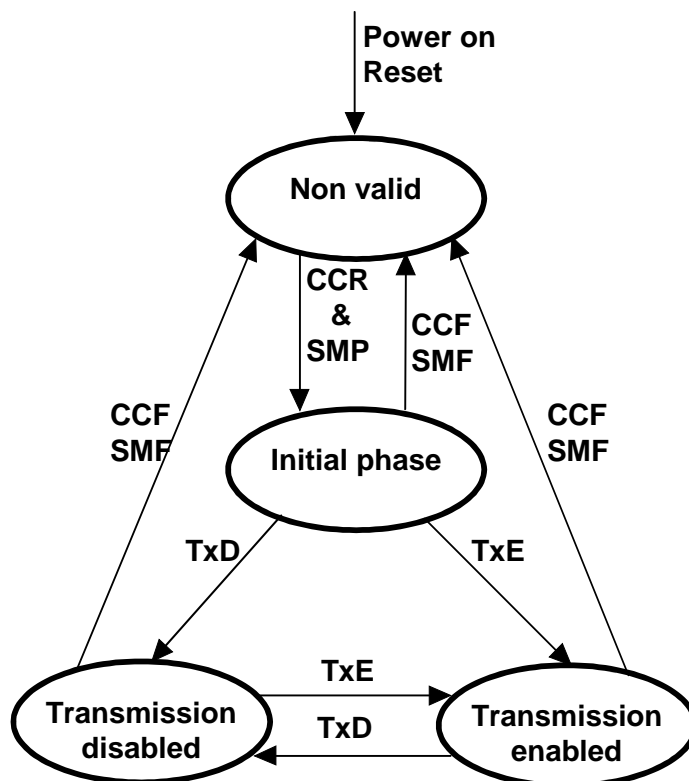 Power on
Reset
Non valid
CCR
&
SMP
CCF
SMF
CCF
SMF
CCF
SMF
Initial phase
TxD
TxE
TxE
Transmission
disabled
TxD
Transmission
enabled